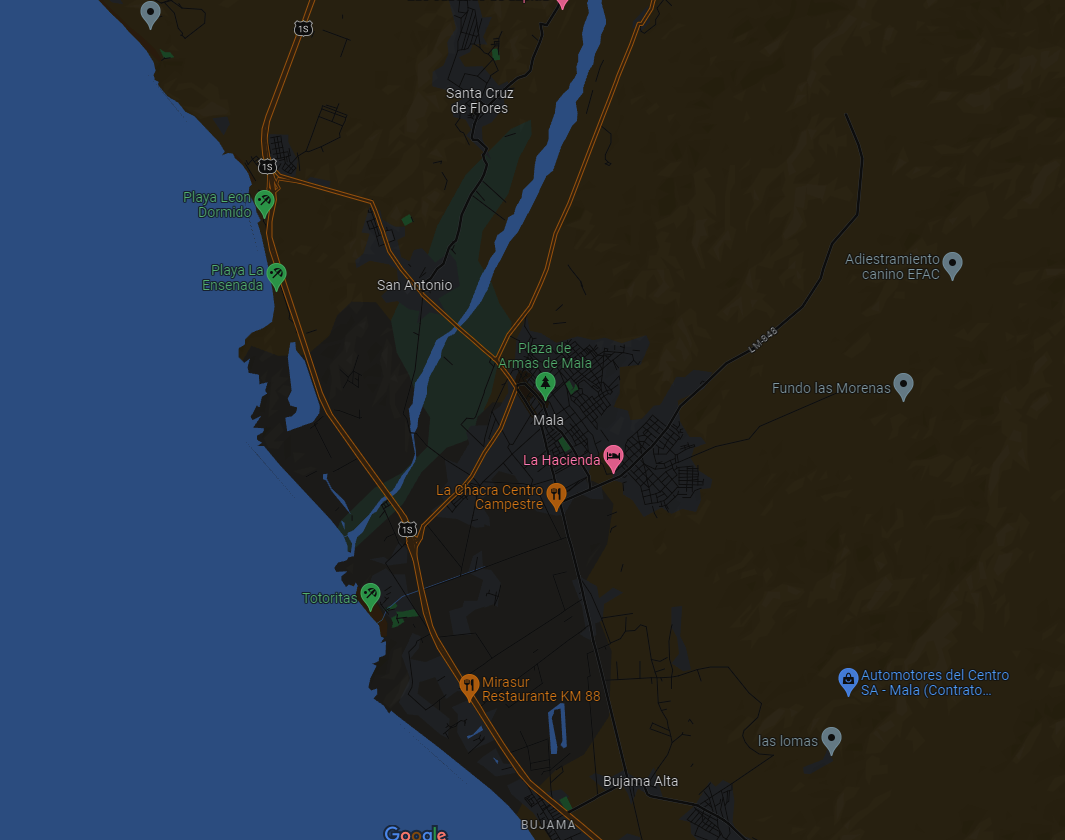 1S
Santa Cruz
de Flores
1S
Playa Leon
Dormido
Playa La
Ensenada
San Antonio
Adiestramiento
canino EFAC
LM-848
Plaza de
Armas de Mala
Fundo las Morenas
Mala
La Hacienda
La Chacra Centro
Campestre
1S
Totoritas
Mirasur
Restaurante KM 88
Automotores del Centro
SA - Mala (Contrato...
las lomas
Bujama Alta
BUJAMA
Google